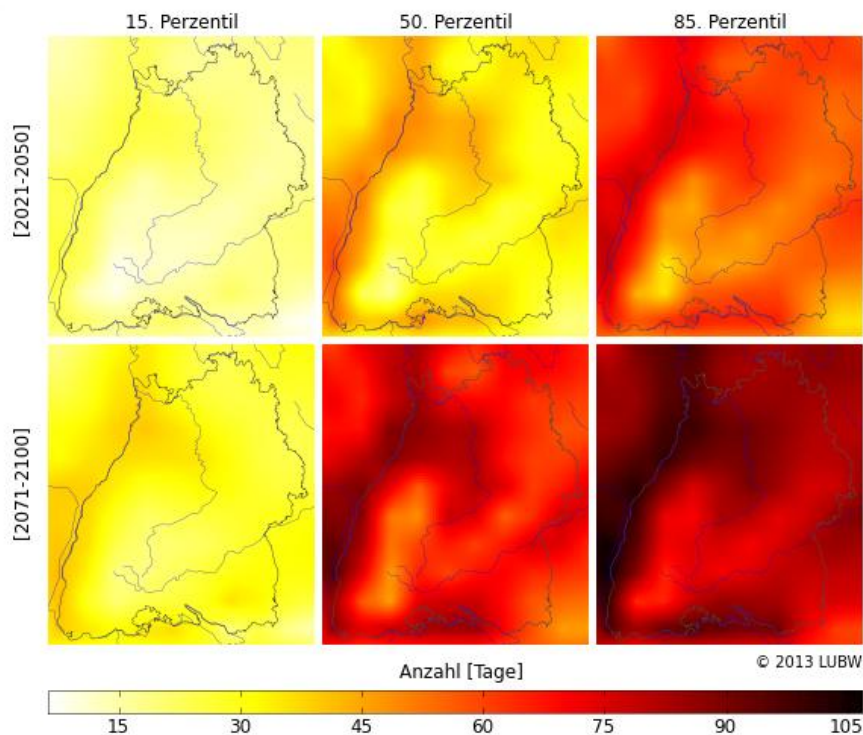 15. Perzentil 50. Perzentil 85. Perzentil
[2021-2050]
[2071-2100]
© 2013 LUBW
Anzahl [Tage]
15 30 45 60 75 90 105